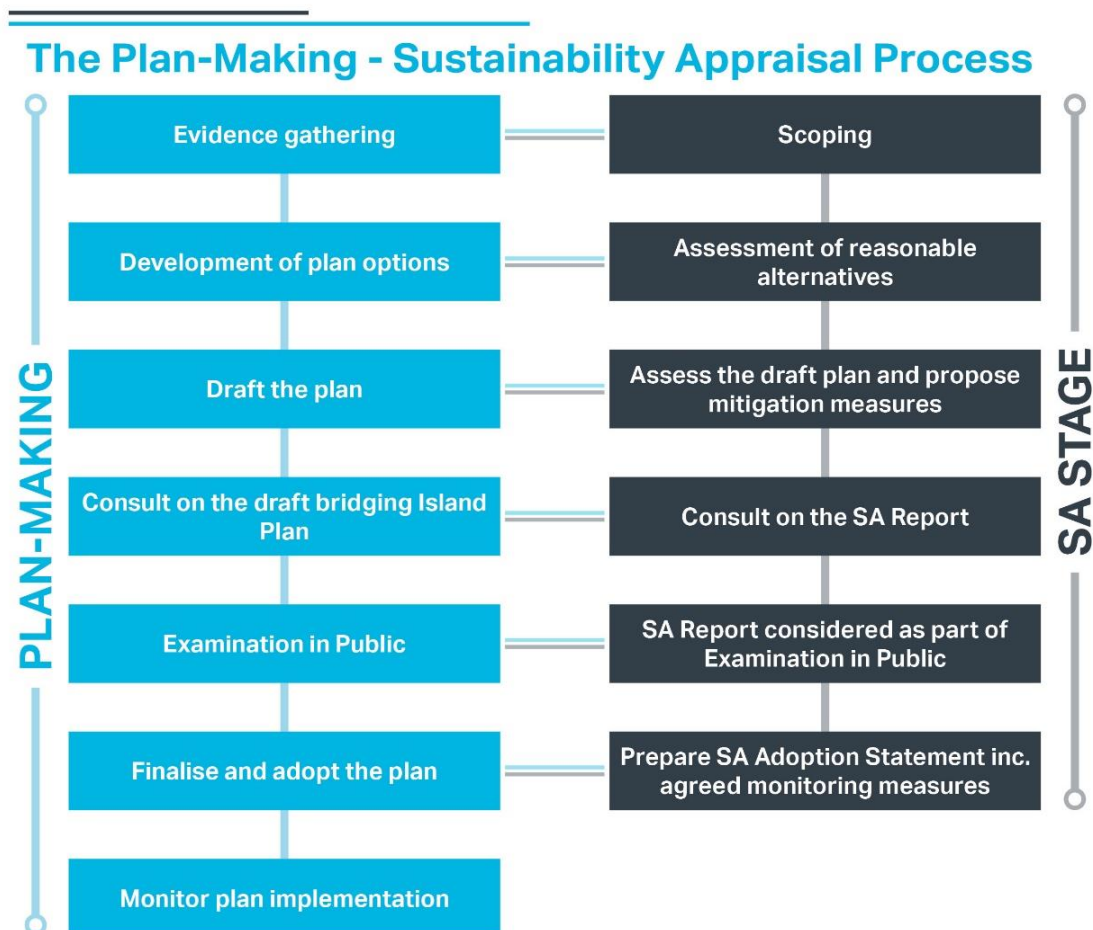 The Plan-Making - Sustainability Appraisal Process
PLAN-MAKING
Evidence gathering
Scoping
Development of plan options
Assessment of reasonable
alternatives
Draft the plan
Assess the draft plan and propose
mitigation measures
Consult on the draft bridging Island
Plan
Consult on the SA Report
Examination in Public
SA Report considered as part of
Examination in Public
Finalise and adopt the plan
Prepare SA Adoption Statement inc.
agreed monitoring measures
Monitor plan implementation
SA STAGE